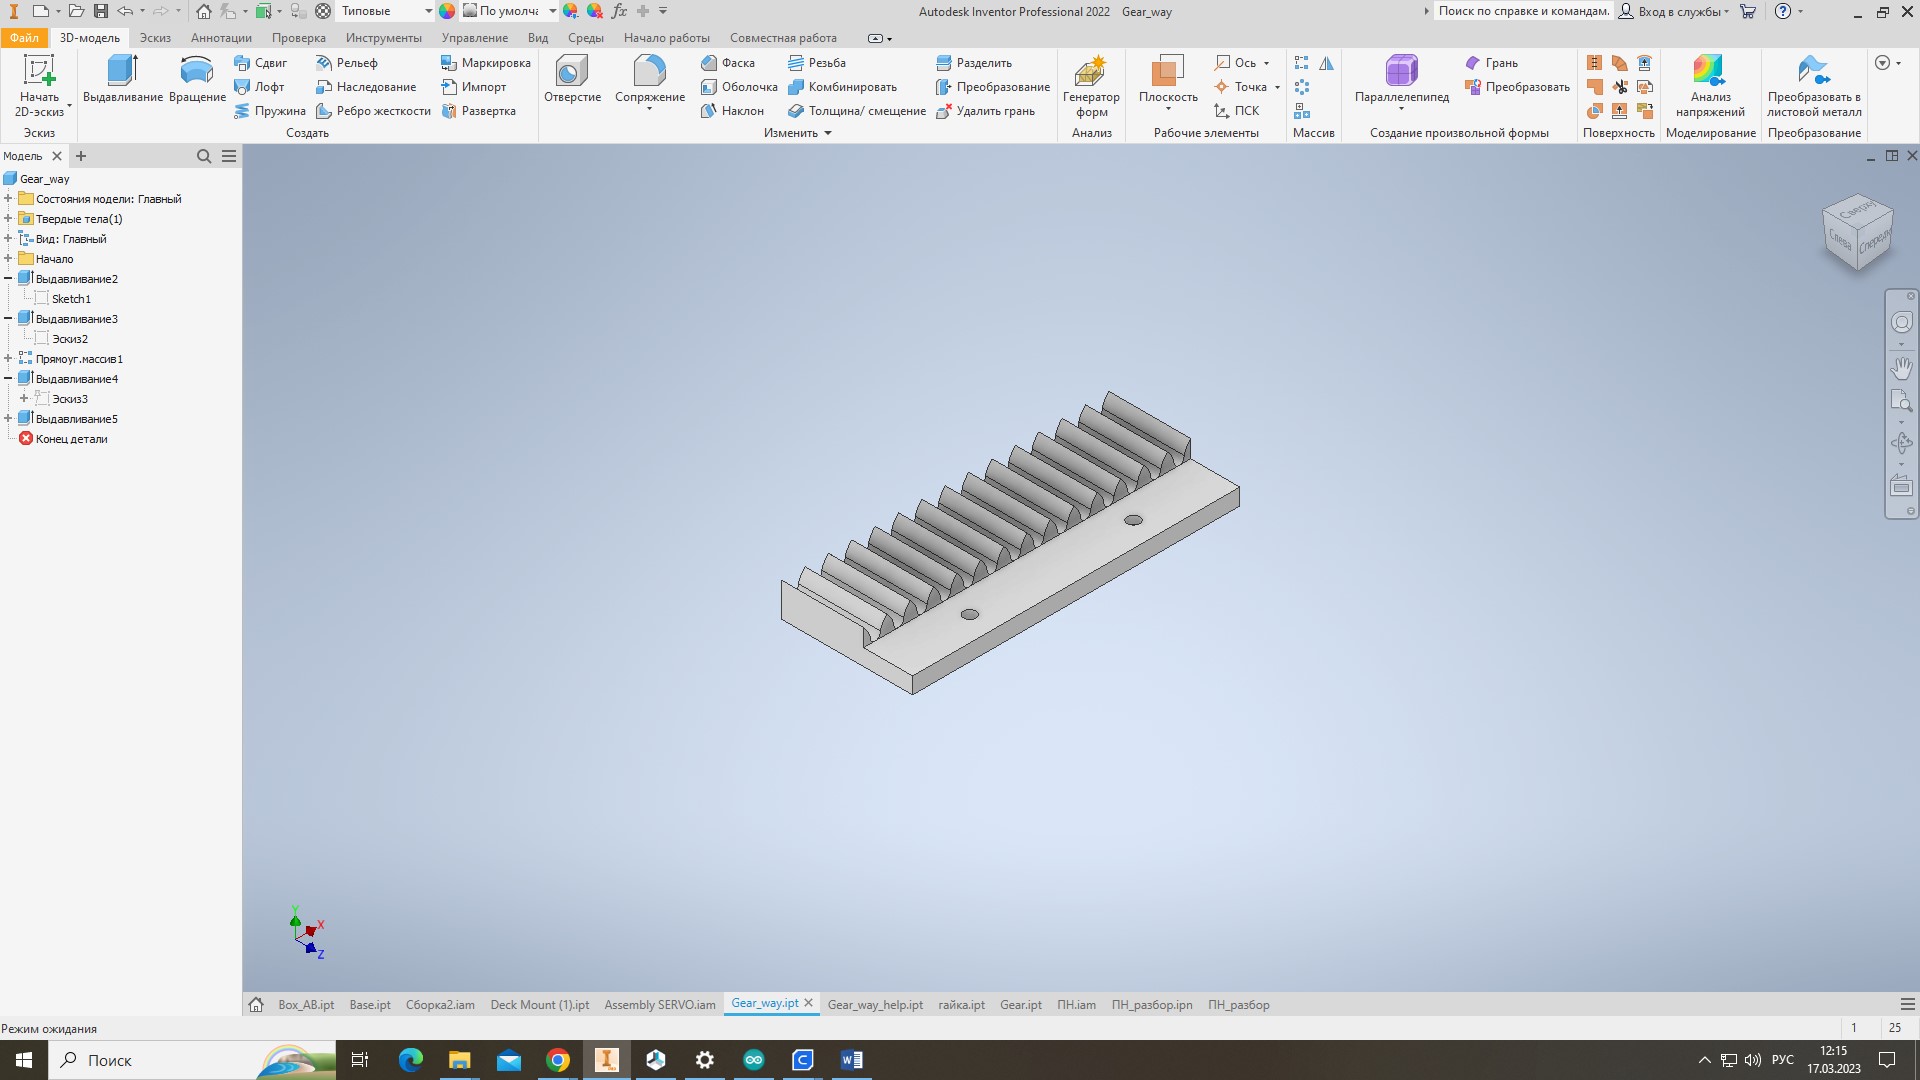 Типовые
По умолча
Autodesk Inventor Professional 2022 Gear_way
Поиск по справке и командам.
Вход в службы
Файл 3D-модель Эскиз Аннотации Проверка Инструменты Управление Вид Среды Начало работы Совместная работа
Начать
2D-эскиз
Эскиз
Выдавливание
Вращение
Сдвиг
Лофт
Пружина
Рельеф
Наследование
Ребро жесткости
Маркировка
Импорт
Развертка
Создать
Отверстие
Сопряжение
Фаска
Оболочка
Наклон
Резьба
Комбинировать
Толщина/ смещение
Разделить
Преобразование
Удалить грань
Изменить
Генератор
форм
Анализ
Плоскость
Ось
Точка
ПСК
Рабочие элементы
Массив
Параллелепипед
Грань
Преобразовать
Создание произвольной формы
Поверхность
Анализ
напряжений
Моделирование
Преобразовать в
листовой металл
Преобразование
Модель
Gear_way
Состояния модели: Главный
Твердые тела(1)
Вид: Главный
Начало
Выдавливание2
Sketch1
Выдавливание3
Эскиз2
Прямоуг.массив1
Выдавливание4
Эскиз3
Выдавливание5
Конец детали
Сверху
Слева
Спереди
Y
X
Z
Box_AB.ipt Base.ipt Сборка2.iam Deck Mount (1).ipt Assembly SERVO.iam Gear_way.ipt Gear_way_help.ipt гайка.ipt Gear.ipt ПН.iam ПН_разбор.ipn ПН_разбор
Режим ожидания
1 25
Поиск
РУС
12:15
17.03.2023